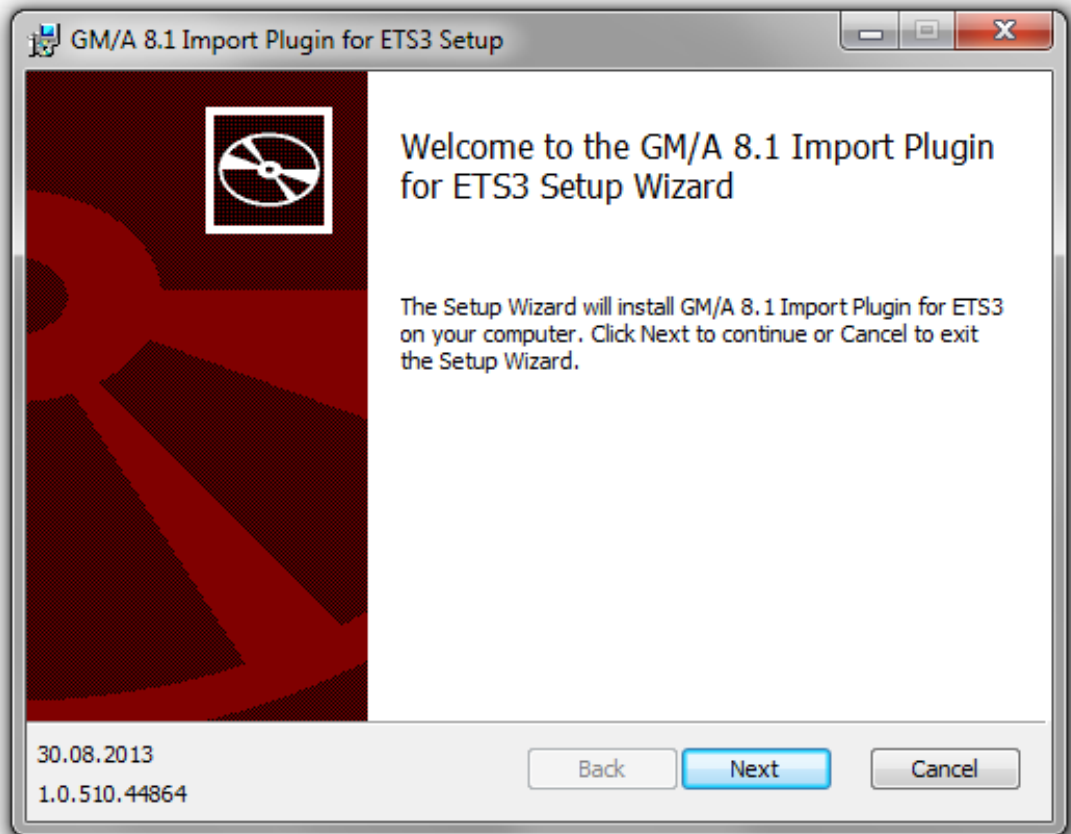 GM/A 8.1 Import Plugin for ETS3 Setup
Welcome to the GM/A 8.1 Import Plugin
for ETS3 Setup Wizard
The Setup Wizard will install GM/A 8.1 Import Plugin for ETS3
on your computer. Click Next to continue or Cancel to exit
the Setup Wizard.
30.08.2013
1.0.510.44864
Back
Next
Cancel